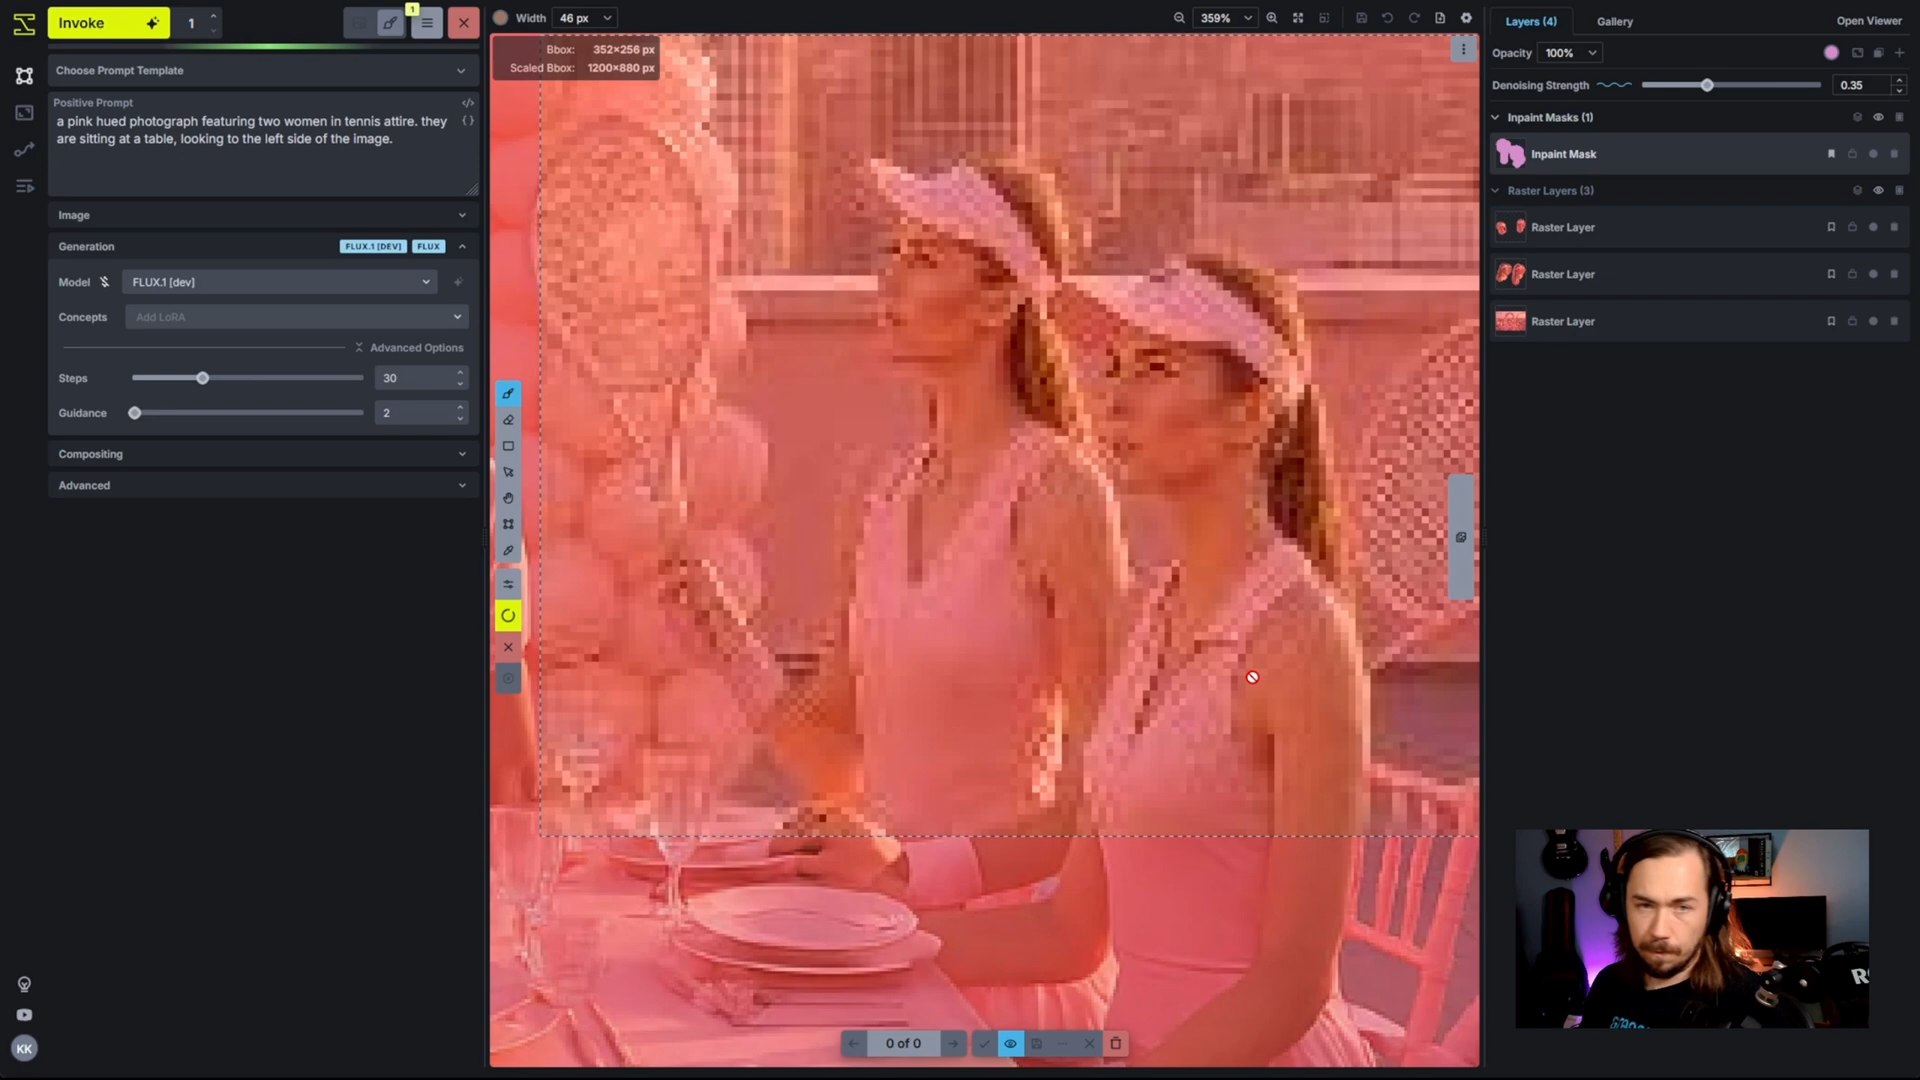 Invoke
1
1
Choose Prompt Template
Positive Prompt
a pink hued photograph featuring two women in tennis attire. they
are sitting at a table, looking to the left side of the image.
Image
Generation
FLUX.1 [DEV]
FLUX
Model
FLUX.1 [dev]
Concepts
Add LoRA
Advanced Options
Steps
30
Guidance
2
Compositing
Advanced
KK
Width
46 px
359%
Bbox: 352×256 px
Scaled Bbox: 1200×880 px
0 of 0
Layers (4)
Gallery
Open Viewer
Opacity
100%
Denoising Strength
0.35
Inpaint Masks (1)
Inpaint Mask
Raster Layers (3)
Raster Layer
Raster Layer
Raster Layer